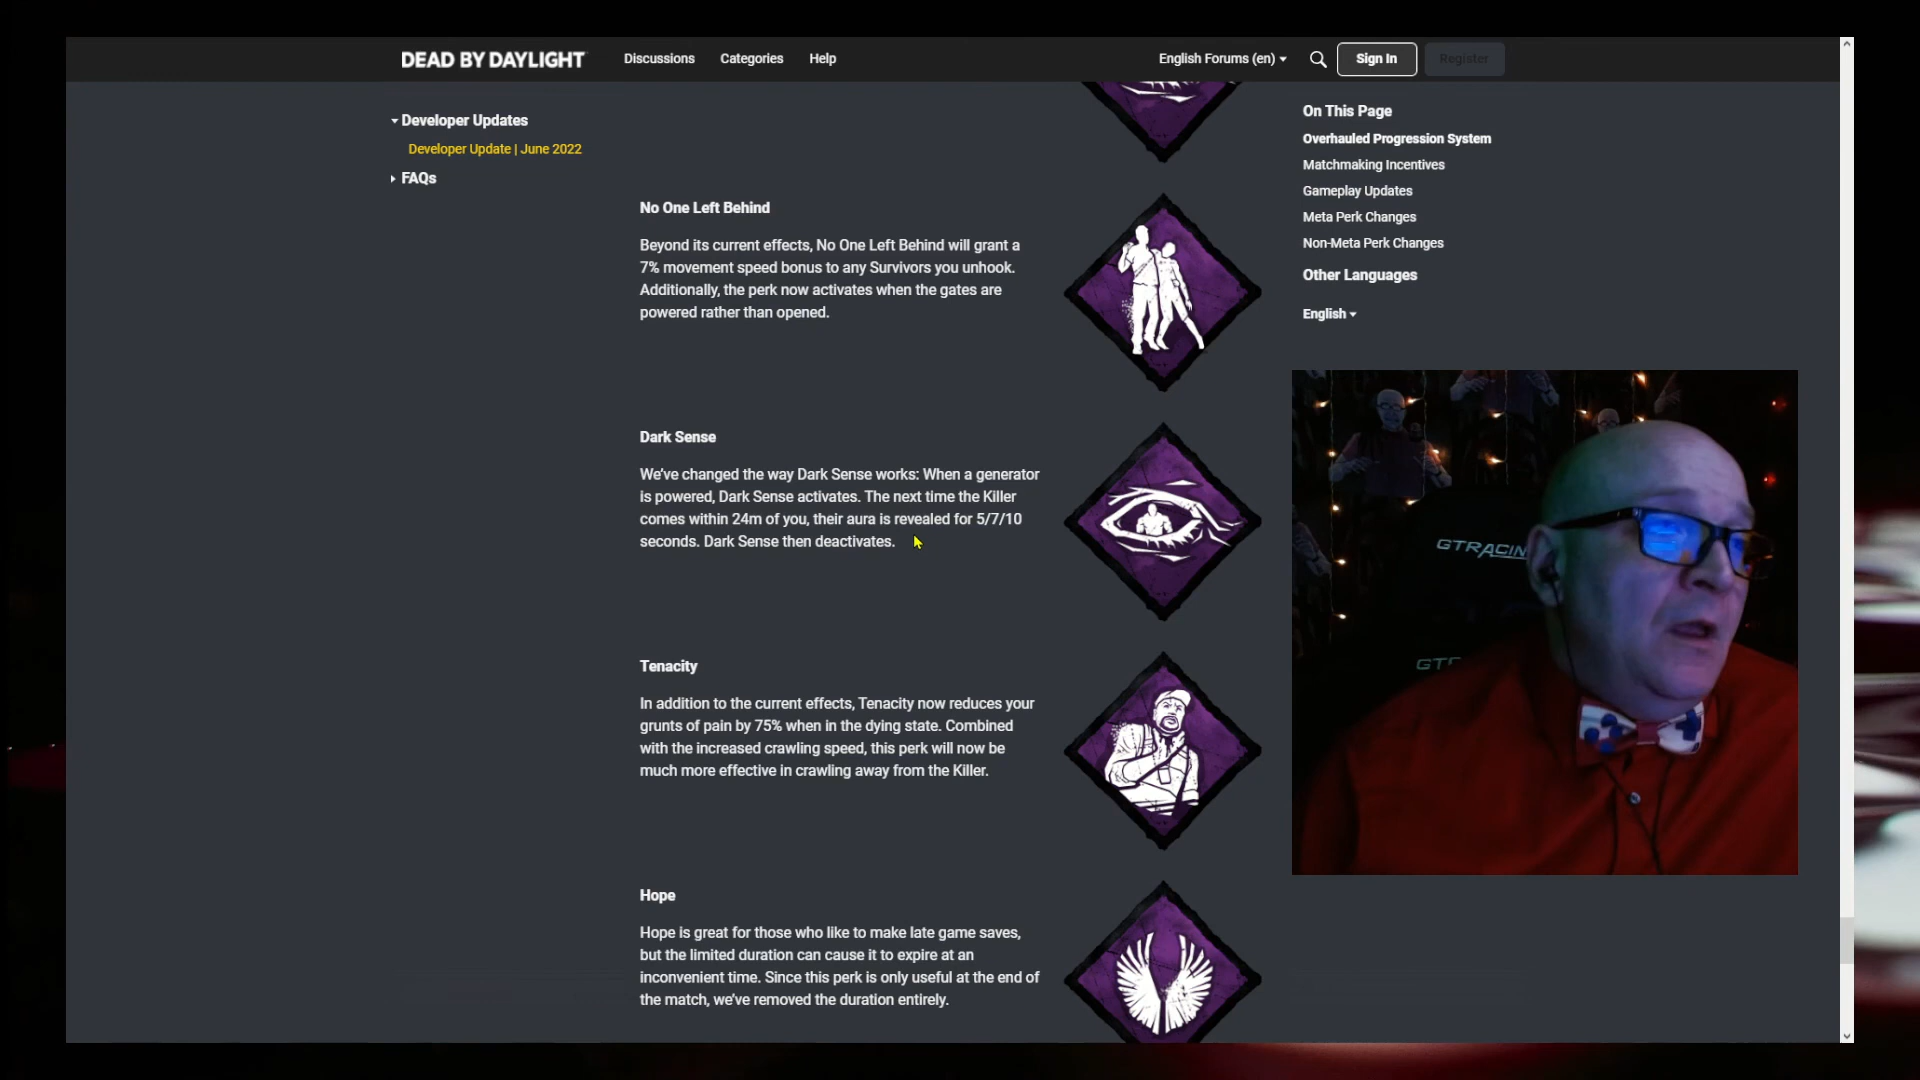 DEAD BY DAYLIGHT
Discussions
Categories
Help
English Forums (en)
Sign In
Register
Developer Updates
Developer Update | June 2022
FAQs
No One Left Behind
Beyond its current effects, No One Left Behind will grant a
7% movement speed bonus to any Survivors you unhook.
Additionally, the perk now activates when the gates are
powered rather than opened.
Dark Sense
We've changed the way Dark Sense works: When a generator
is powered, Dark Sense activates. The next time the Killer
comes within 24m of you, their aura is revealed for 5/7/10
seconds. Dark Sense then deactivates.
Tenacity
In addition to the current effects, Tenacity now reduces your
grunts of pain by 75% when in the dying state. Combined
with the increased crawling speed, this perk will now be
much more effective in crawling away from the Killer.
Hope
Hope is great for those who like to make late game saves,
but the limited duration can cause it to expire at an
inconvenient time. Since this perk is only useful at the end of
the match, we've removed the duration entirely.
On This Page
Overhauled Progression System
Matchmaking Incentives
Gameplay Updates
Meta Perk Changes
Non-Meta Perk Changes
Other Languages
English
GTRACIN
GT